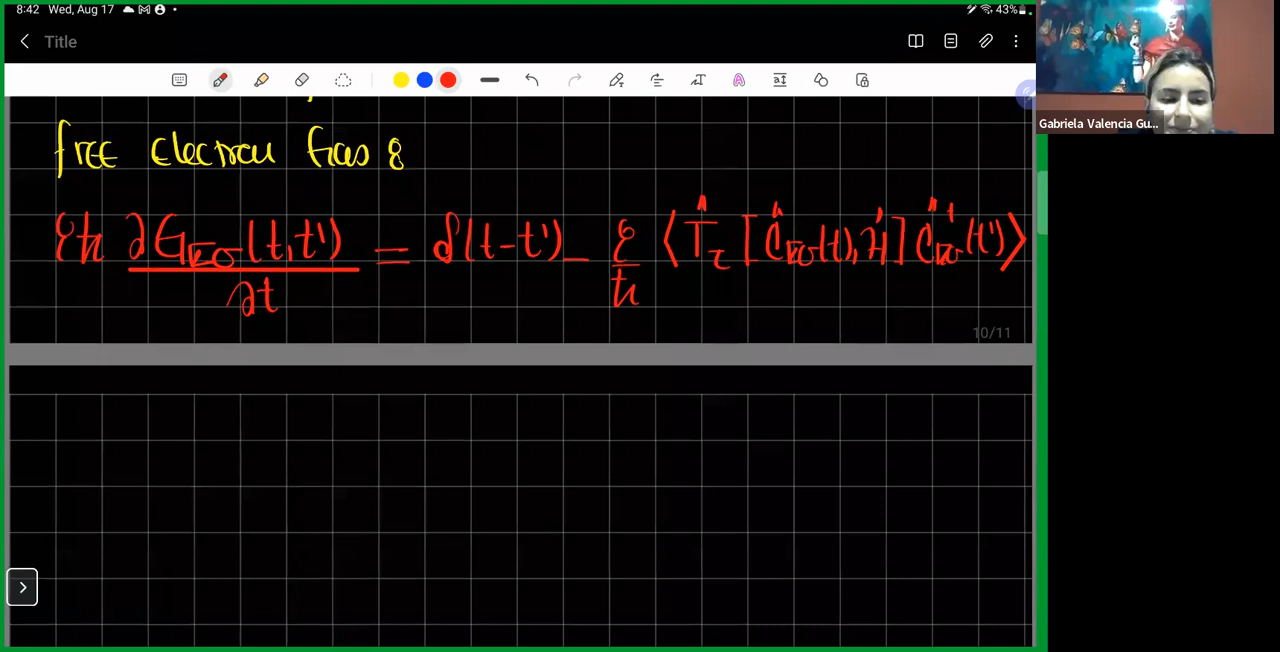 8:42 Wed, Aug 17 43%
Title
Gabriela Valencia Gu...
free electron Gas 8
iħ ∂G_kσ(t,t') / ∂t = δ(t-t') - i/ħ ⟨T̂_τ [Ĉ_kσ(t), Ĥ] Ĉ†_kσ(t')⟩
10/11